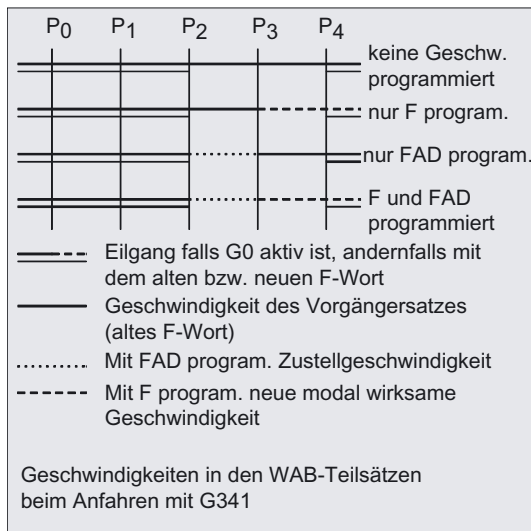 P0 P1 P2 P3 P4
keine Geschw.
programmiert
nur F program.
nur FAD program.
F und FAD
programmiert
Eilgang falls G0 aktiv ist, andernfalls mit
dem alten bzw. neuen F-Wort
Geschwindigkeit des Vorgängersatzes
(altes F-Wort)
Mit FAD program. Zustellgeschwindigkeit
Mit F program. neue modal wirksame
Geschwindigkeit
Geschwindigkeiten in den WAB-Teilsätzen
beim Anfahren mit G341